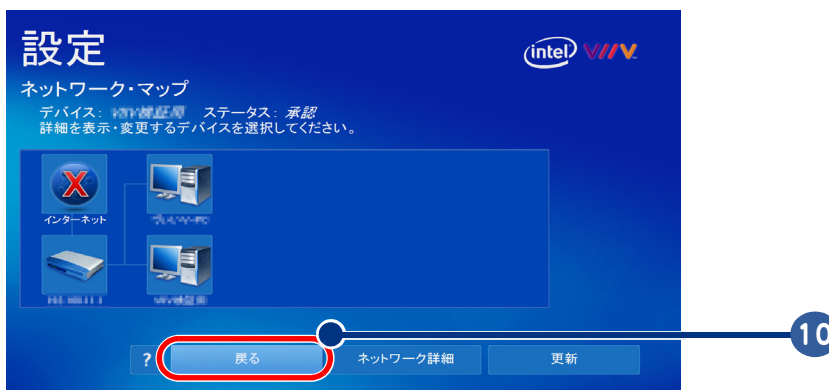 設定
intel VIIV
ネットワーク・マップ
デバイス: ステータス: 承認
詳細を表示・変更するデバイスを選択してください。
インターネット
? 戻る ネットワーク詳細 更新
10